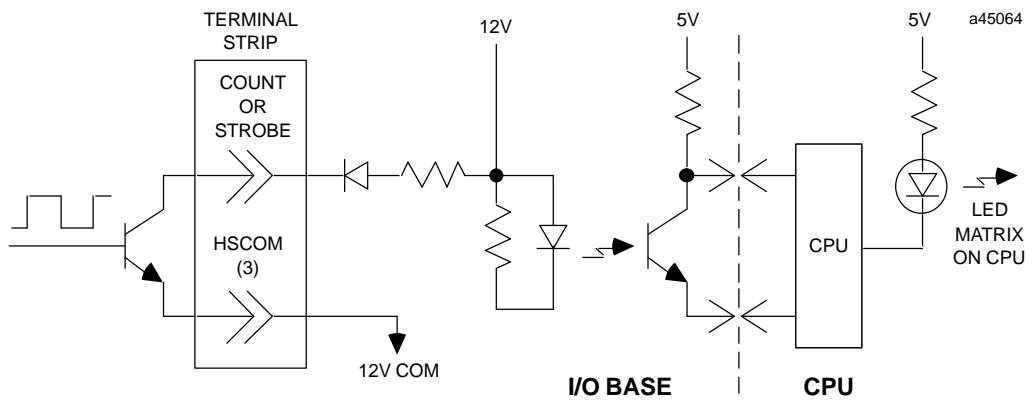 TERMINAL
STRIP
12V
5V
5V
a45064
COUNT
OR
STROBE
HSCOM
(3)
CPU
LED
MATRIX
ON CPU
12V COM
I/O BASE
CPU